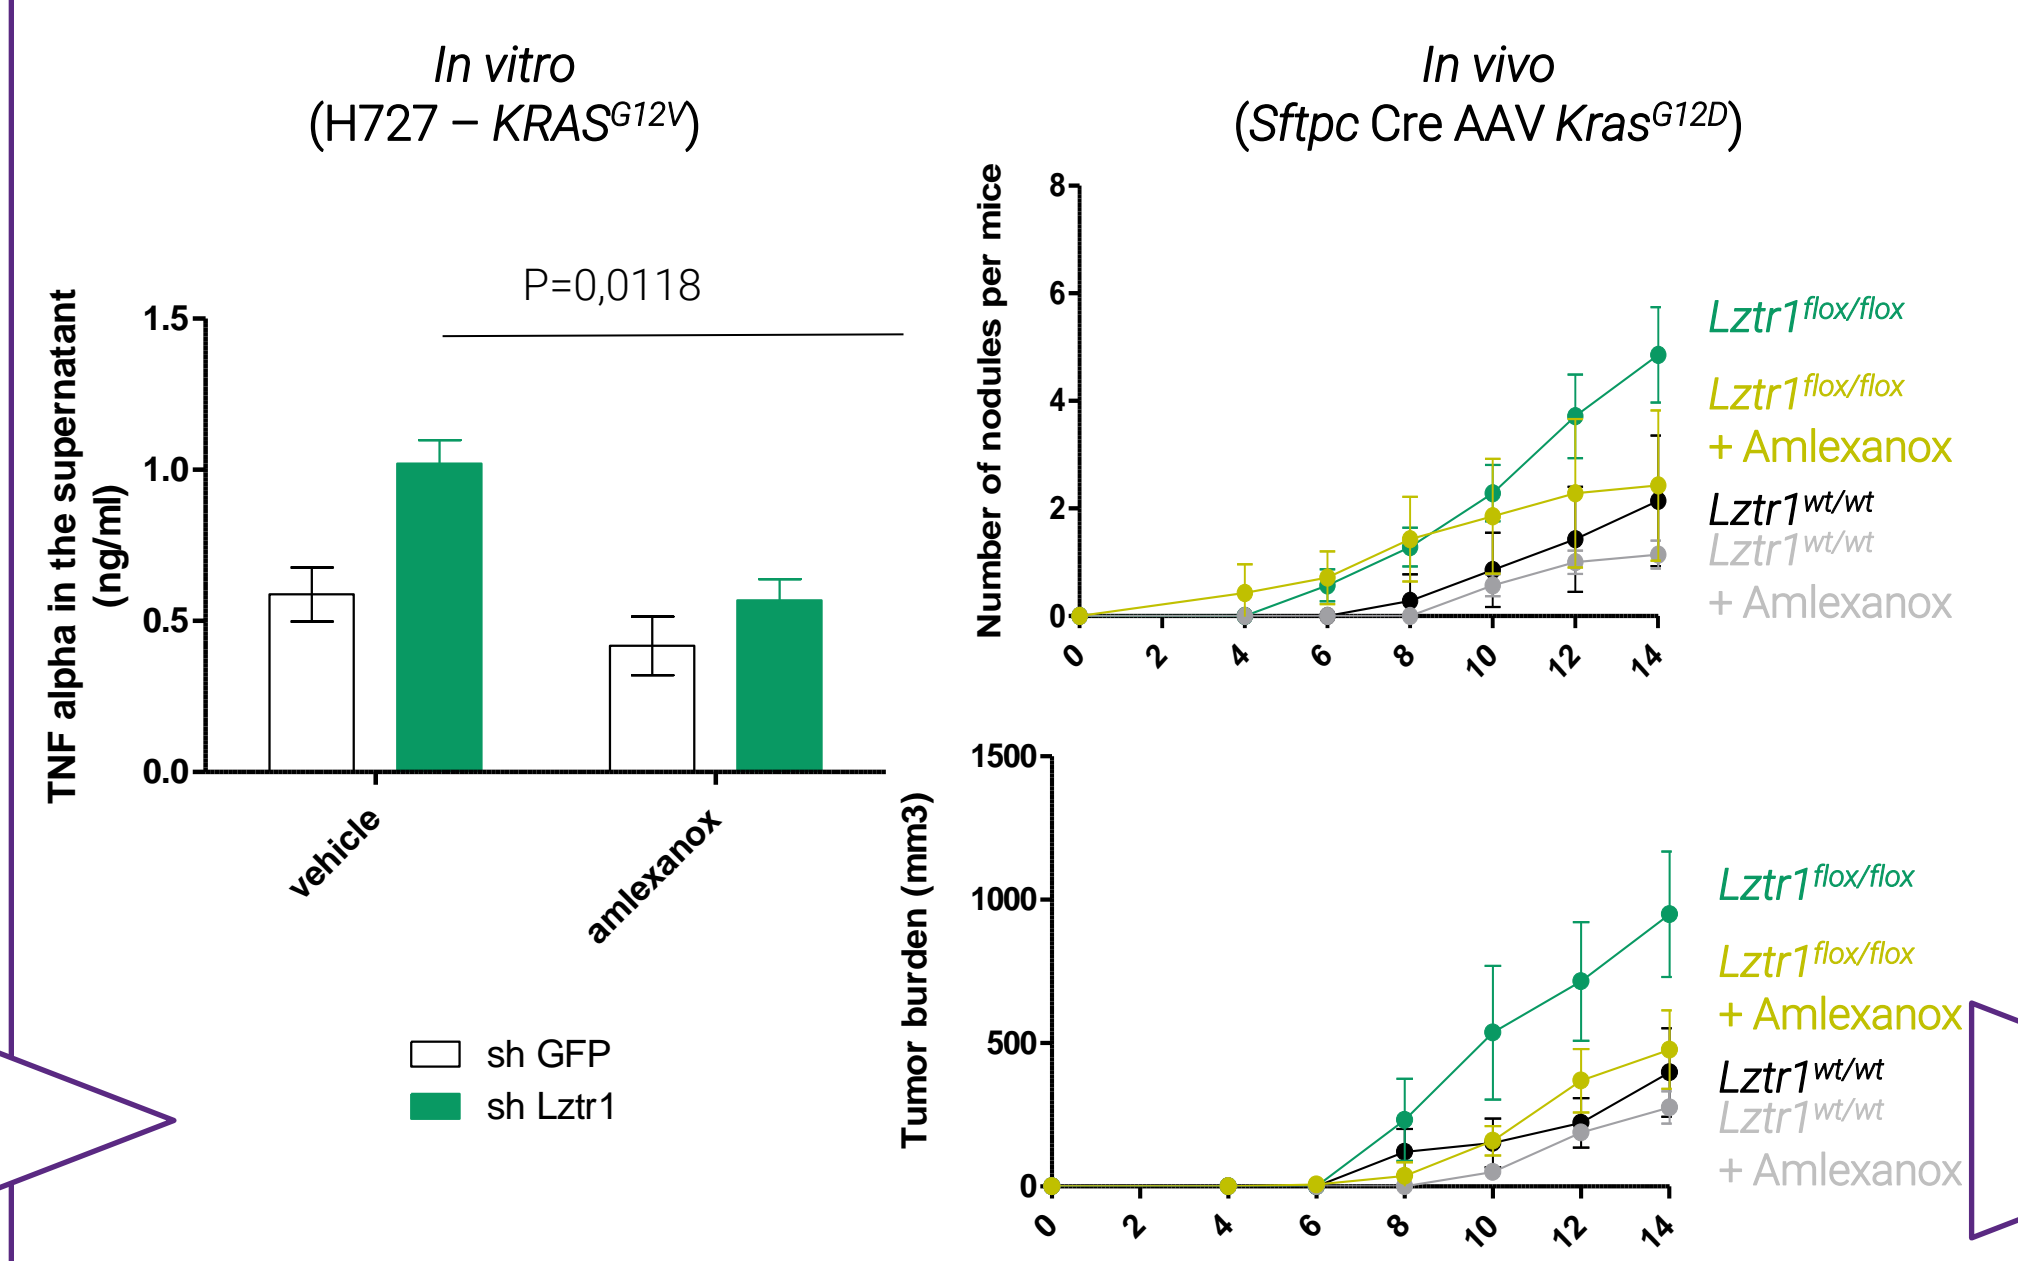 In vitro
(H727 – KRASG12V)
P=0,0118
TNF alpha in the supernatant
(ng/ml)
1.5
1.0
0.5
0.0
vehicle
amlexanox
sh GFP
sh Lztr1
In vivo
(Sftpc Cre AAV KrasG12D)
Number of nodules per mice
8
6
4
2
0
0 2 4 6 8 10 12 14
Lztr1flox/flox
Lztr1flox/flox
+ Amlexanox
Lztr1wt/wt
Lztr1wt/wt
+ Amlexanox
Tumor burden (mm3)
1500
1000
500
0
0 2 4 6 8 10 12 14
Lztr1flox/flox
Lztr1flox/flox
+ Amlexanox
Lztr1wt/wt
Lztr1wt/wt
+ Amlexanox